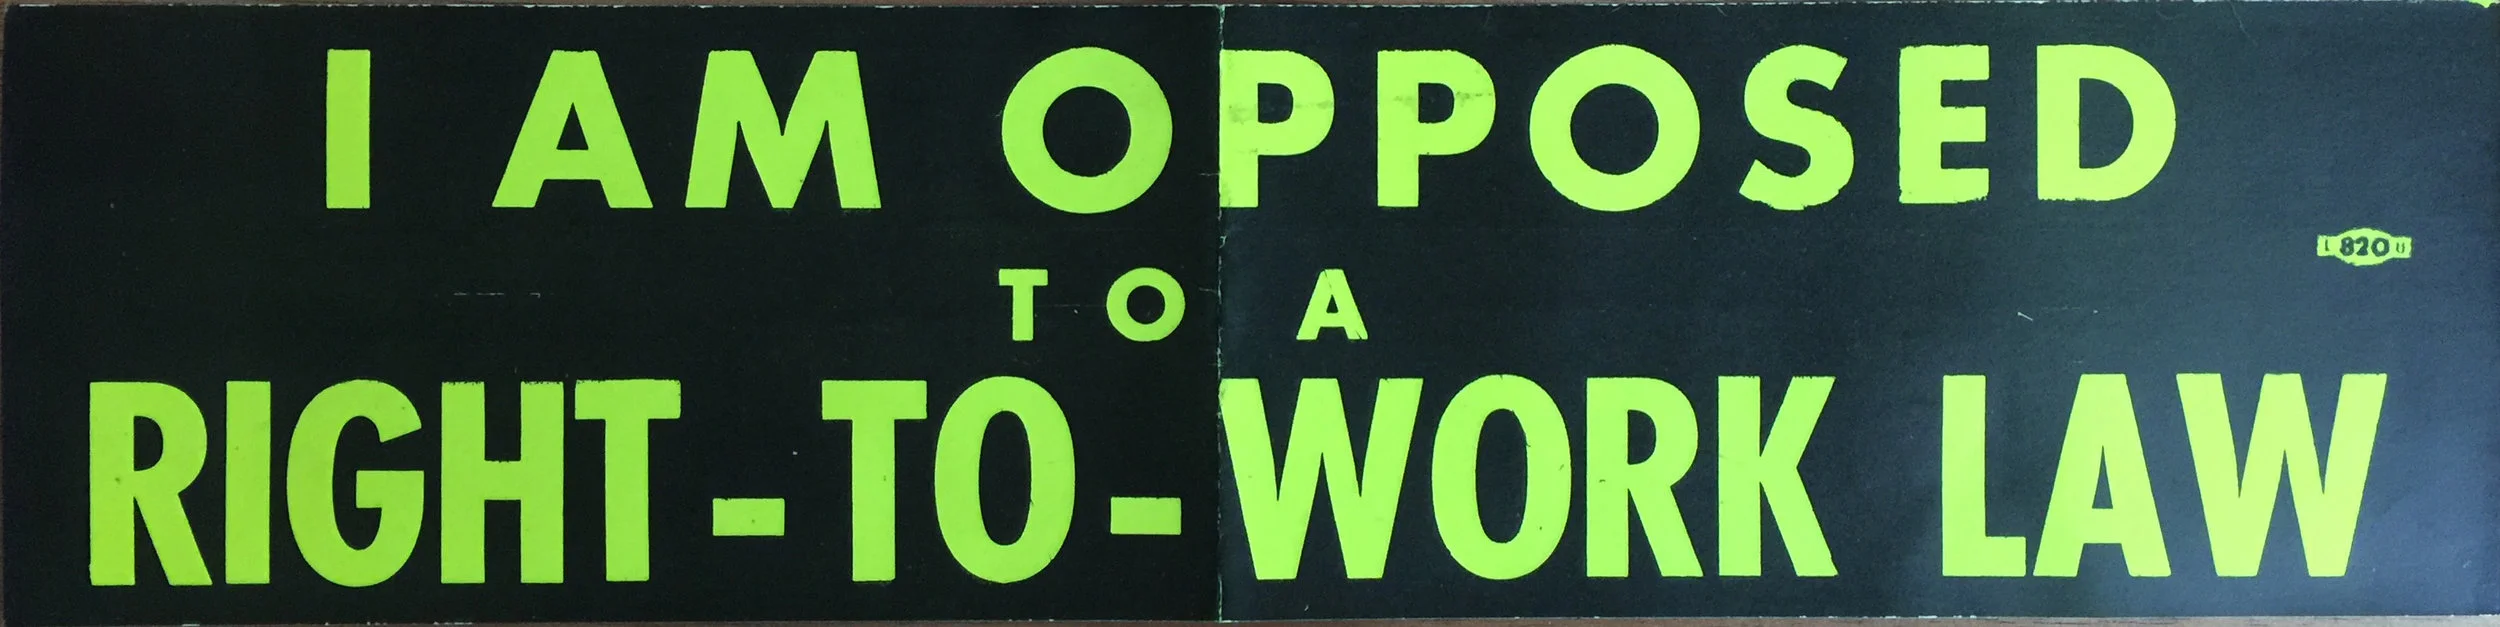 I AM OPPOSED
L 820 U
TO A
RIGHT-TO-WORK LAW